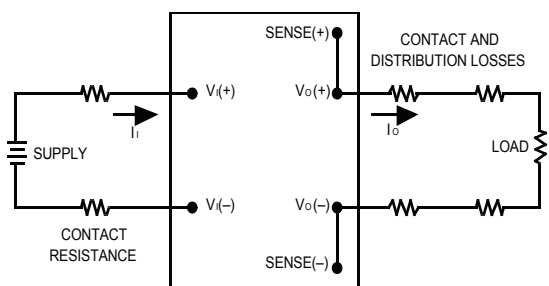 SENSE(+)
CONTACT AND
DISTRIBUTION LOSSES
VI(+)
VO(+)
II
IO
SUPPLY
LOAD
VI(–)
VO(–)
CONTACT
RESISTANCE
SENSE(–)